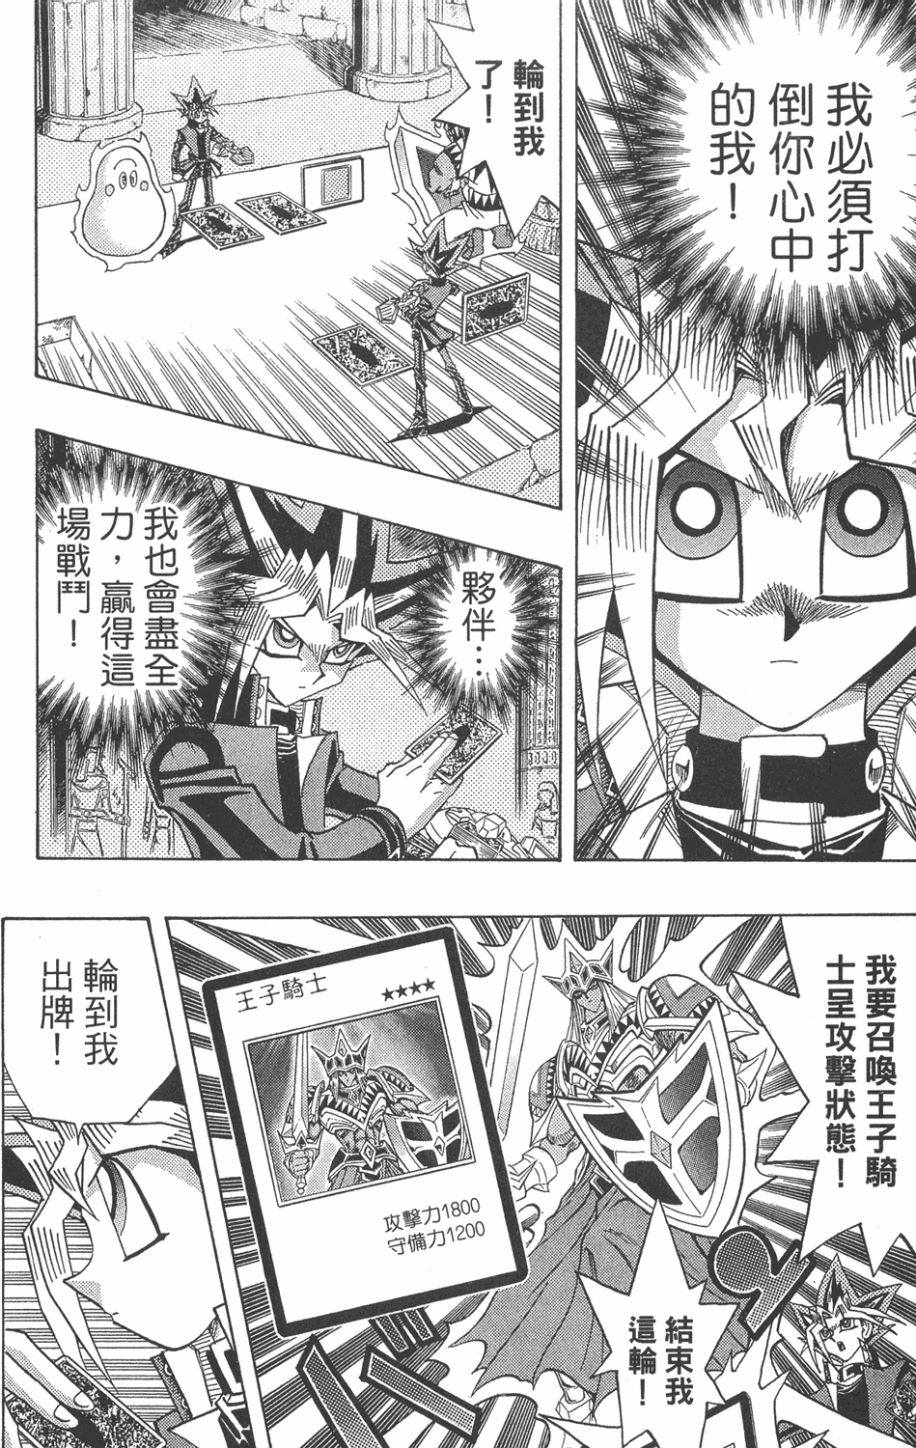 我必須打
倒你心中
的我！
輪到我
了！
夥伴…
我也會盡全
力，贏得這
場戰鬥！
我要召喚王子騎
士呈攻擊狀態！
王子騎士
★★★★
攻擊力1800
守備力1200
結束我
這輪！
輪到我
出牌！